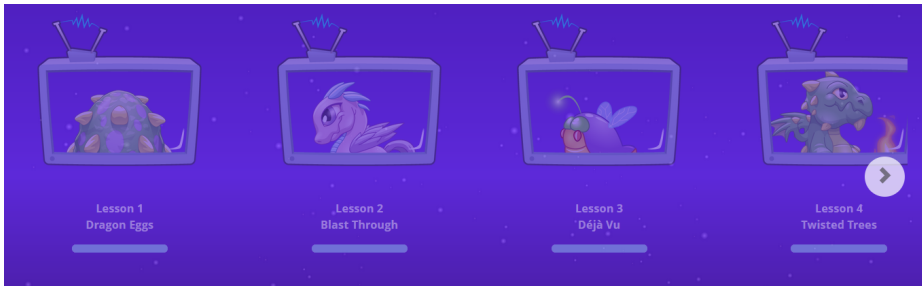 Lesson 1
Dragon Eggs
Lesson 2
Blast Through
Lesson 3
Déjà Vu
Lesson 4
Twisted Trees